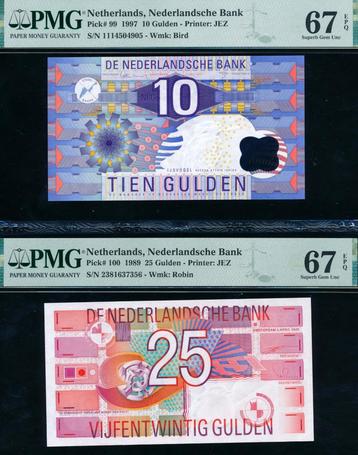 PMG
PAPER MONEY GUARANTY
Netherlands, Nederlandsche Bank
Pick# 99 1997 10 Gulden - Printer: JEZ
S/N 1114504905 - Wmk: Bird
67 EPQ
Superb Gem Unc
DE NEDERLANDSCHE BANK
10
IJSVOGEL
TIEN GULDEN
PMG
PAPER MONEY GUARANTY
Netherlands, Nederlandsche Bank
Pick# 100 1989 25 Gulden - Printer: JEZ
S/N 2381637356 - Wmk: Robin
67 EPQ
Superb Gem Unc
DE NEDERLANDSCHE BANK
25
VIJFENTWINTIG GULDEN